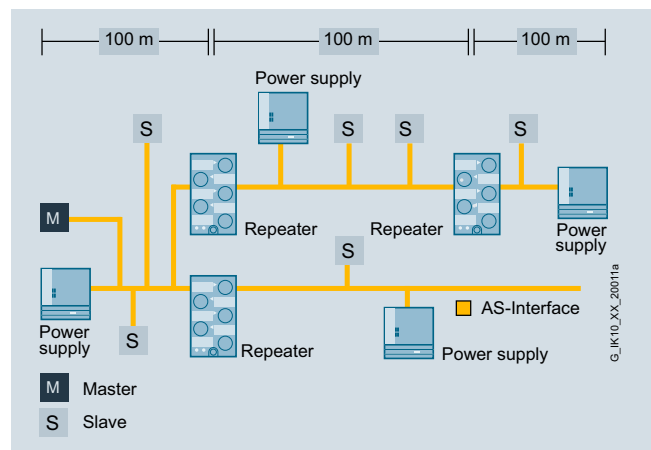 100 m 100 m 100 m
Power supply
S S S S
M
Repeater Repeater
Power
supply
S
Power
supply
S
Repeater
AS-Interface
Power supply
G_IK10_XX_20011a
M Master
S Slave